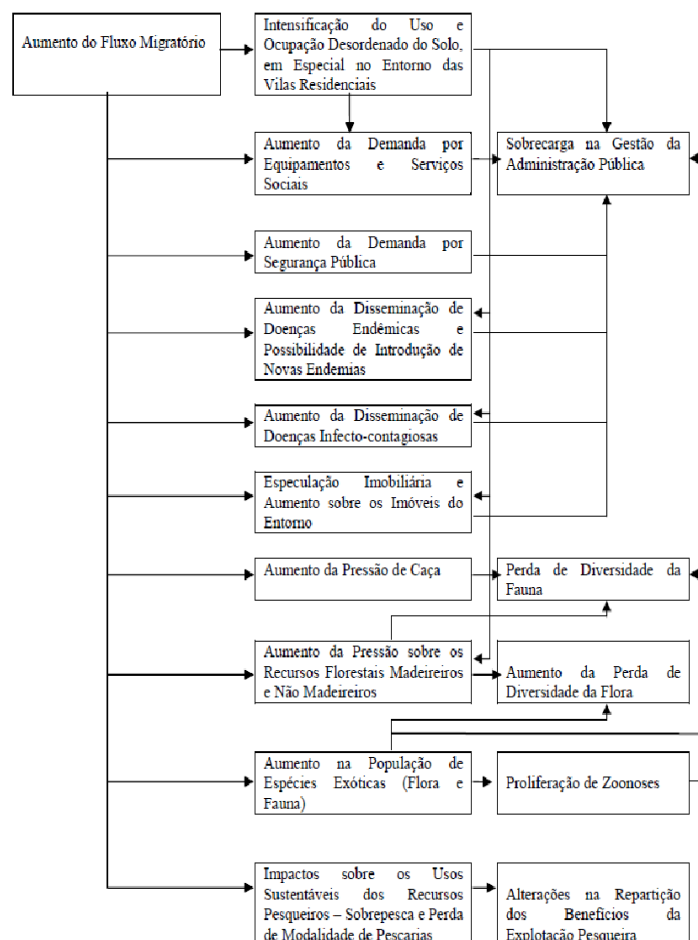 Aumento do Fluxo Migratório
Intensificação do Uso e
Ocupação Desordenado do Solo,
em Especial no Entorno das
Vilas Residenciais
Aumento da Demanda por
Equipamentos e Serviços
Sociais
Sobrecarga na Gestão da
Administração Pública
Aumento da Demanda por
Segurança Pública
Aumento da Disseminação de
Doenças Endêmicas e
Possibilidade de Introdução de
Novas Endemias
Aumento da Disseminação de
Doenças Infecto-contagiosas
Especulação Imobiliária e
Aumento sobre os Imóveis do
Entorno
Aumento da Pressão de Caça
Perda de Diversidade da
Fauna
Aumento da Pressão sobre os
Recursos Florestais Madeireiros
e Não Madeireiros
Aumento da Perda de
Diversidade da Flora
Aumento na População de
Espécies Exóticas (Flora e
Fauna)
Proliferação de Zoonoses
Impactos sobre os Usos
Sustentáveis dos Recursos
Pesqueiros – Sobrepesca e Perda
de Modalidade de Pescarias
Alterações na Repartição
dos Benefícios da
Explotação Pesqueira